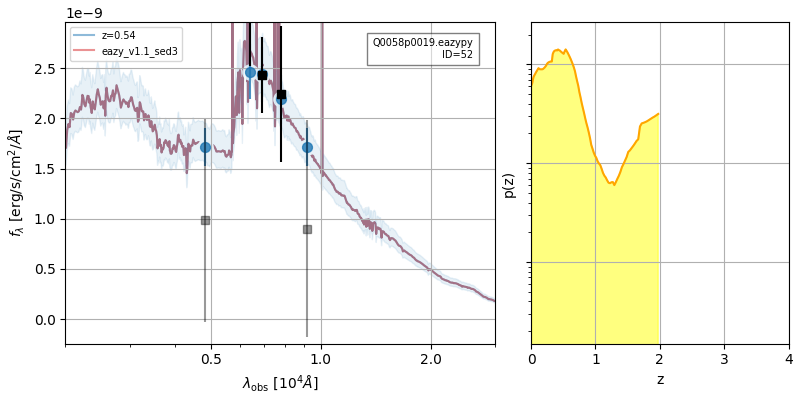 1e−9
z=0.54
eazy_v1.1_sed3
Q0058p0019.eazypy
ID=52
2.5
2.0
1.5
1.0
0.5
0.0
f_λ [erg/s/cm²/Å]
0.5
1.0
2.0
λ_obs [10⁴Å]
p(z)
0
1
2
3
4
z